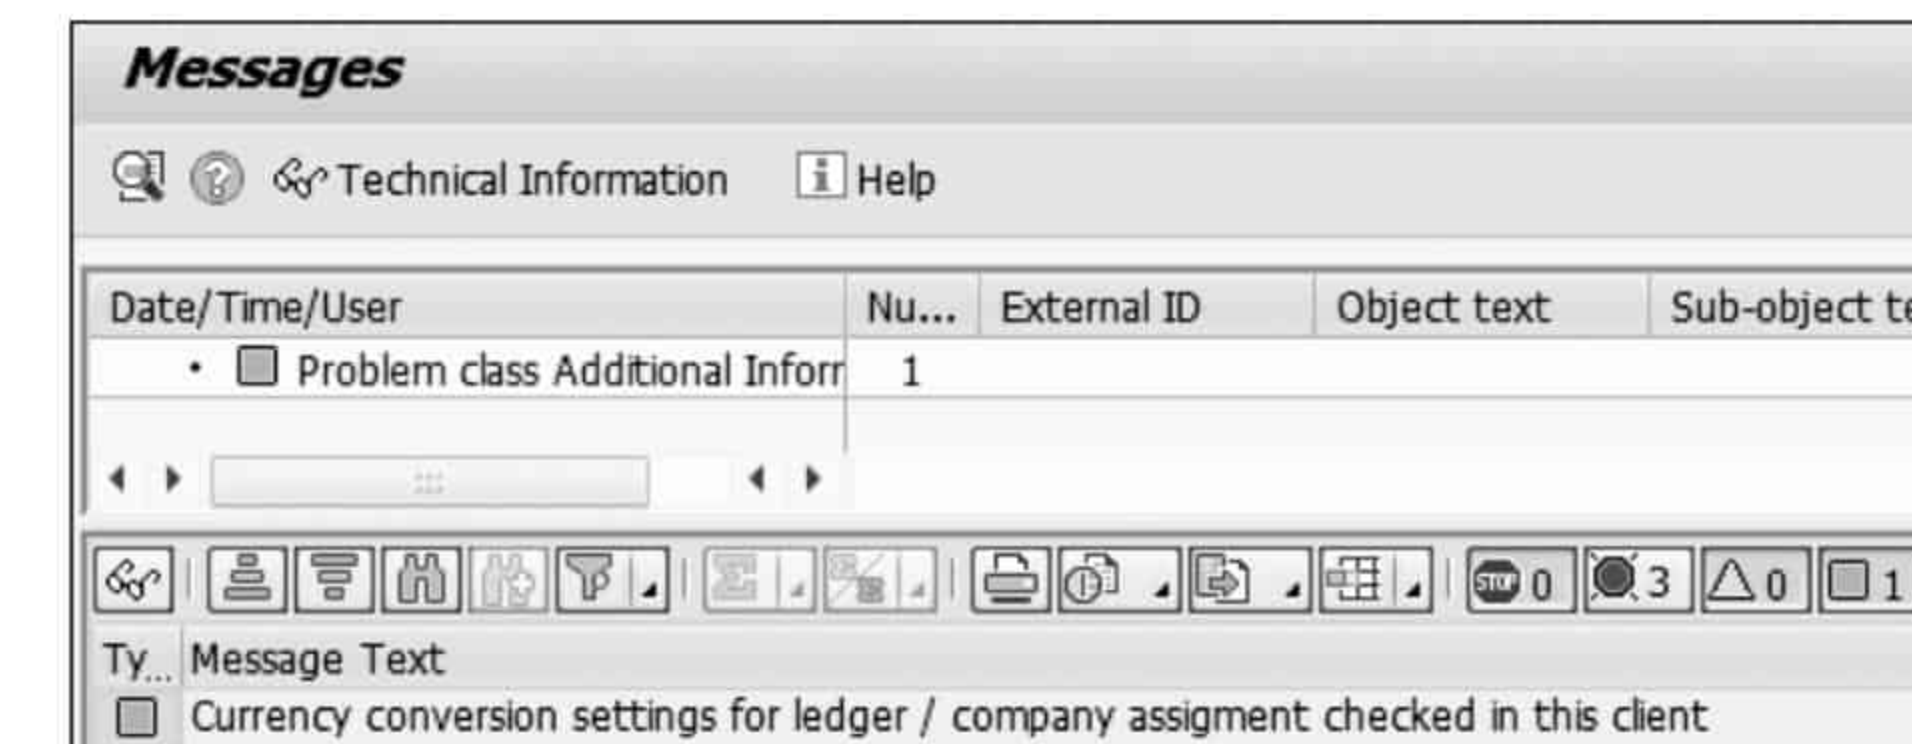 Messages
Technical Information Help
Date/Time/User Nu... External ID Object text Sub-object te
Problem class Additional Inforr 1
STOP 0 3 0 1
Ty... Message Text
Currency conversion settings for ledger / company assigment checked in this client